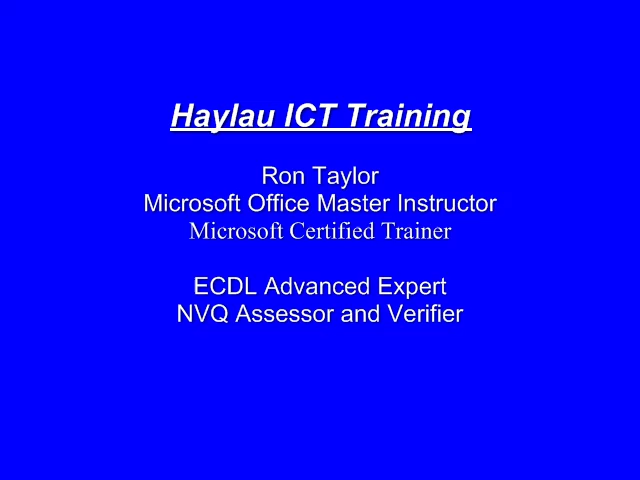 Haylau ICT Training
Ron Taylor
Microsoft Office Master Instructor
Microsoft Certified Trainer
ECDL Advanced Expert
NVQ Assessor and Verifier